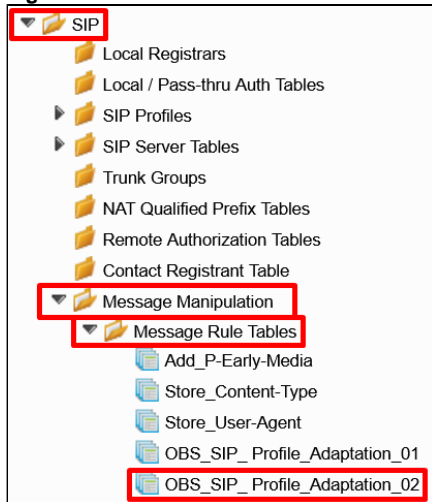 SIP
Local Registrars
Local / Pass-thru Auth Tables
SIP Profiles
SIP Server Tables
Trunk Groups
NAT Qualified Prefix Tables
Remote Authorization Tables
Contact Registrant Table
Message Manipulation
Message Rule Tables
Add_P-Early-Media
Store_Content-Type
Store_User-Agent
OBS_SIP_ Profile_Adaptation_01
OBS_SIP_ Profile_Adaptation_02